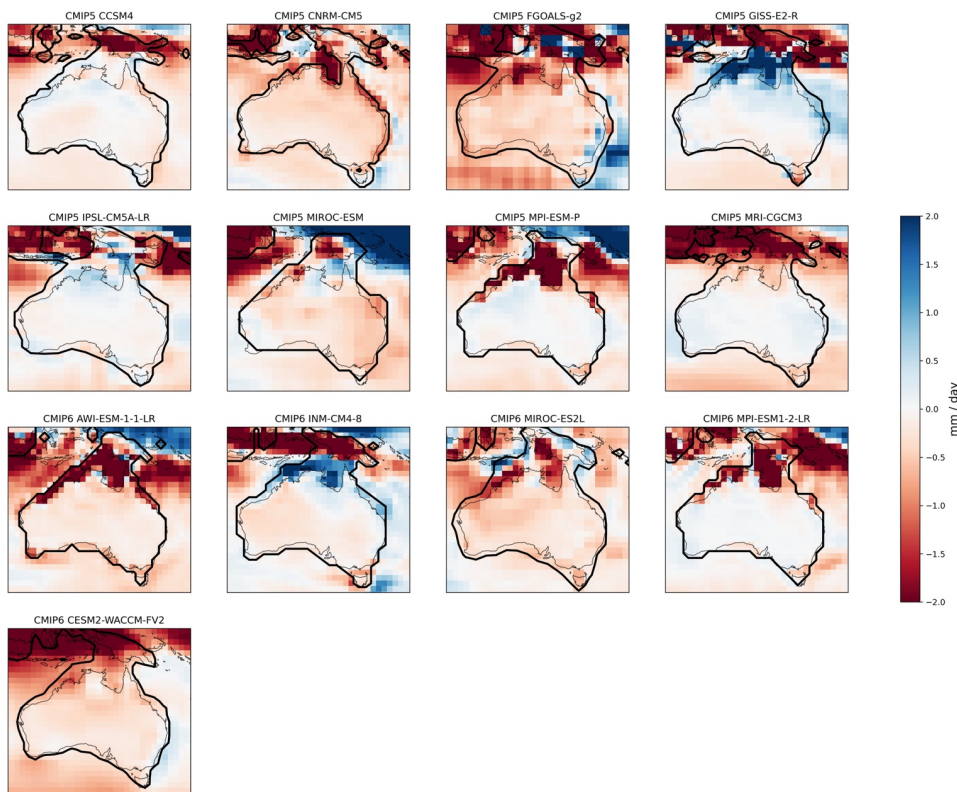 CMIP5 CCSM4
CMIP5 CNRM-CM5
CMIP5 FGOALS-g2
CMIP5 GISS-E2-R
CMIP5 IPSL-CM5A-LR
CMIP5 MIROC-ESM
CMIP5 MPI-ESM-P
CMIP5 MRI-CGCM3
2.0
1.5
1.0
0.5
0.0
-0.5
-1.0
-1.5
-2.0
mm / day
CMIP6 AWI-ESM-1-1-LR
CMIP6 INM-CM4-8
CMIP6 MIROC-ES2L
CMIP6 MPI-ESM1-2-LR
CMIP6 CESM2-WACCM-FV2